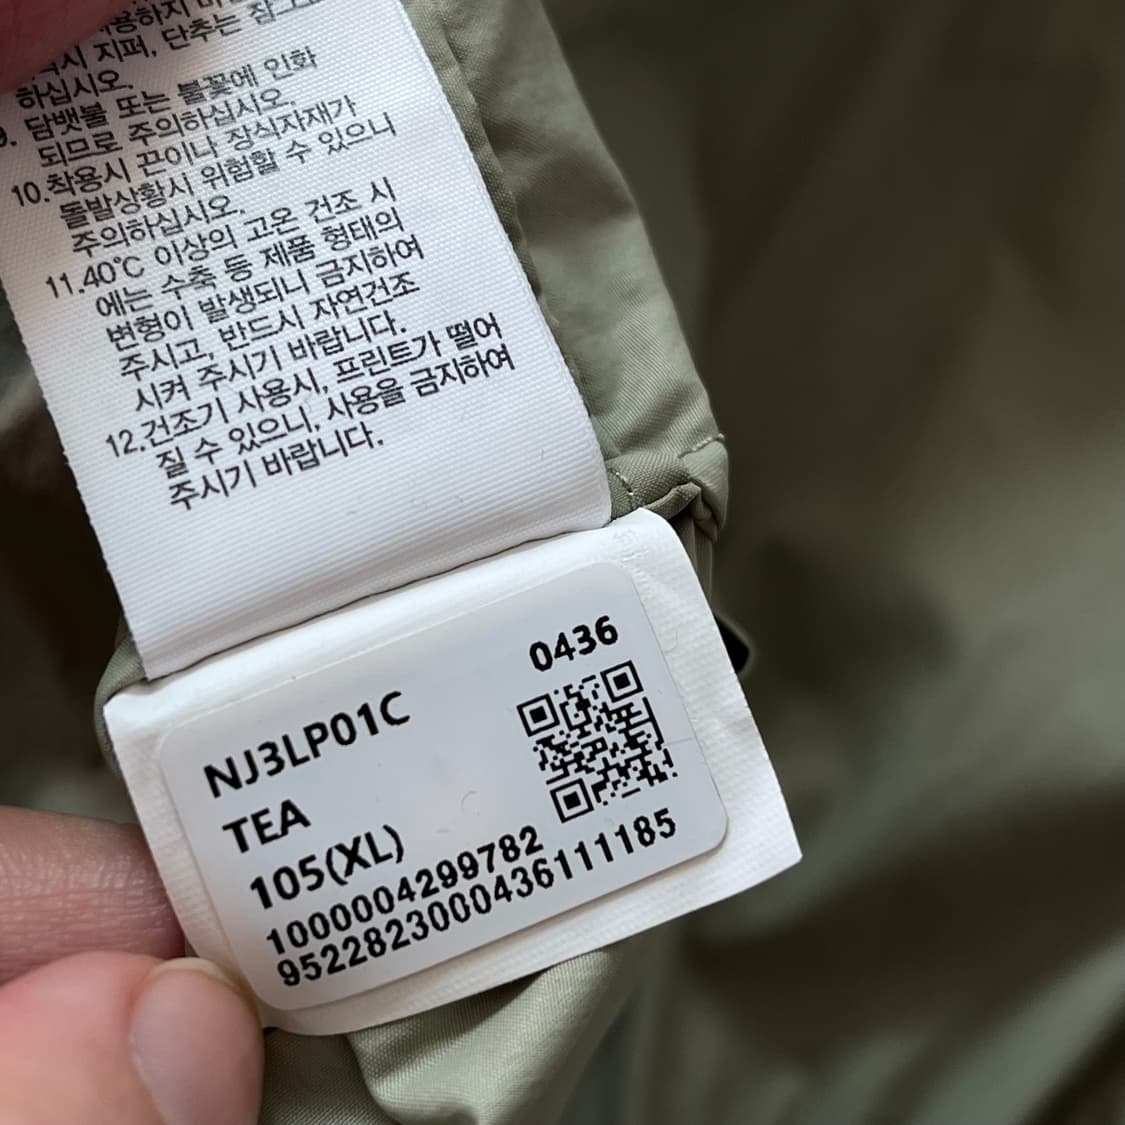 지퍼, 단추는
하십시오.
9. 담뱃불 또는 불꽃에 인화
되므로 주의하십시오.
10.착용시 끈이나 장식자재가
돌발상황시 위험할 수 있으니
주의하십시오.
11.40℃ 이상의 고온 건조 시
에는 수축 등 제품 형태의
변형이 발생되니 금지하여
주시고, 반드시 자연건조
시켜 주시기 바랍니다.
12.건조기 사용시, 프린트가 떨어
질 수 있으니, 사용을 금지하여
주시기 바랍니다.
0436
NJ3LP01C
TEA
105(XL)
1000004299782
9522823000436111185